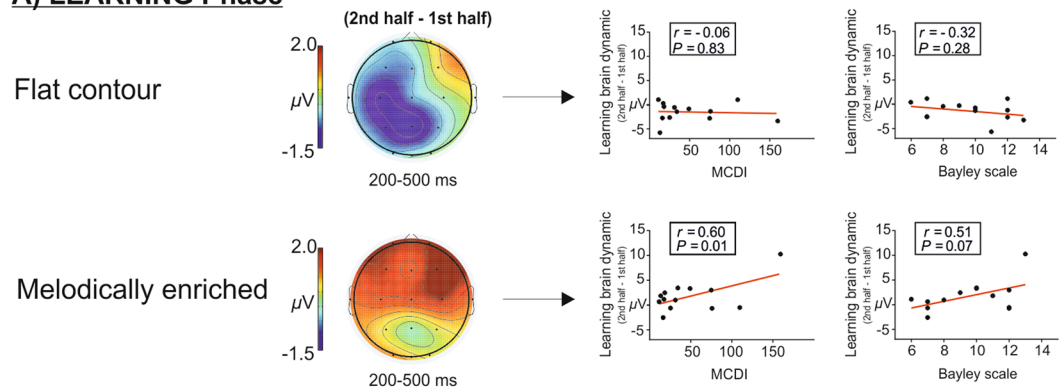 A) LEARNING Phase
(2nd half - 1st half)
Flat contour
2.0
µV
-1.5
200-500 ms
Learning brain dynamic
(2nd half - 1st half)
15
10
5
µV
-5
r = - 0.06
P = 0.83
50 100 150
MCDI
Learning brain dynamic
(2nd half - 1st half)
15
10
5
µV
-5
r = - 0.32
P = 0.28
6 8 10 12 14
Bayley scale
Melodically enriched
2.0
µV
-1.5
200-500 ms
Learning brain dynamic
(2nd half - 1st half)
15
10
5
µV
-5
r = 0.60
P = 0.01
50 100 150
MCDI
Learning brain dynamic
(2nd half - 1st half)
15
10
5
µV
-5
r = 0.51
P = 0.07
6 8 10 12 14
Bayley scale